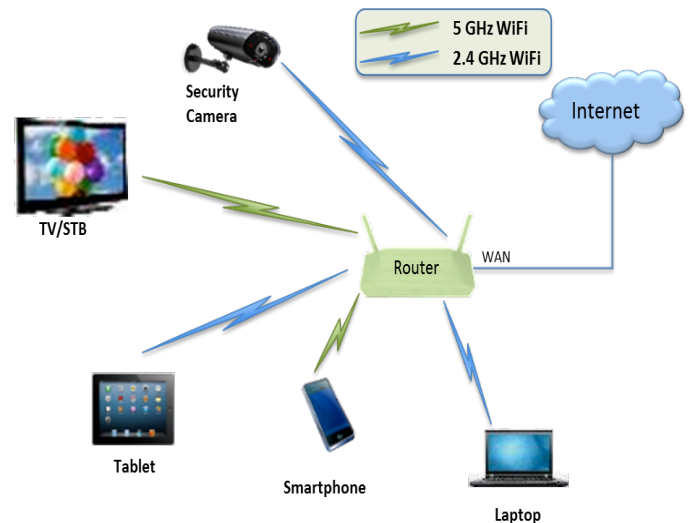 5 GHz WiFi
2.4 GHz WiFi
Security
Camera
Internet
TV/STB
Router
WAN
Tablet
Smartphone
Laptop